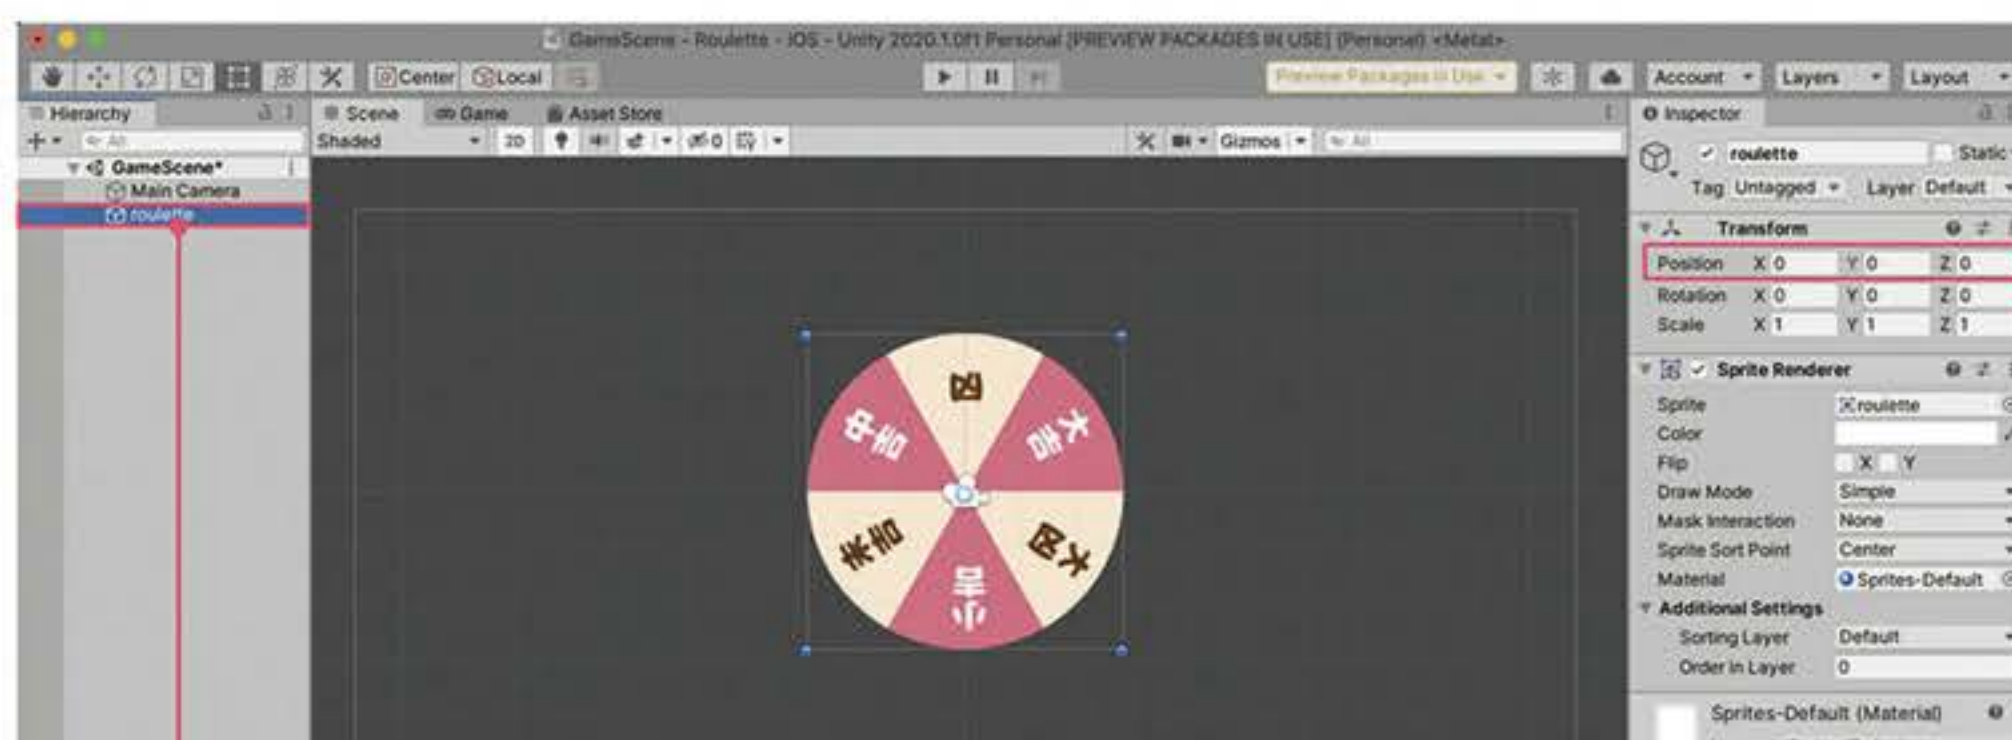 GameScene - Roulette - iOS - Unity 2020.1.0f1 Personal [PREVIEW PACKAGES IN USE] (Personal) <Metal>
Center Local
Preview Packages in Use
Account Layers Layout
Hierarchy
All
GameScene*
Main Camera
roulette
Scene Game Asset Store
Shaded 2D 0 Gizmos All
凶
大吉
大凶
小吉
末吉
中吉
Inspector
roulette Static
Tag Untagged Layer Default
Transform
Position X 0 Y 0 Z 0
Rotation X 0 Y 0 Z 0
Scale X 1 Y 1 Z 1
Sprite Renderer
Sprite roulette
Color
Flip X Y
Draw Mode Simple
Mask Interaction None
Sprite Sort Point Center
Material Sprites-Default
Additional Settings
Sorting Layer Default
Order in Layer 0
Sprites-Default (Material)